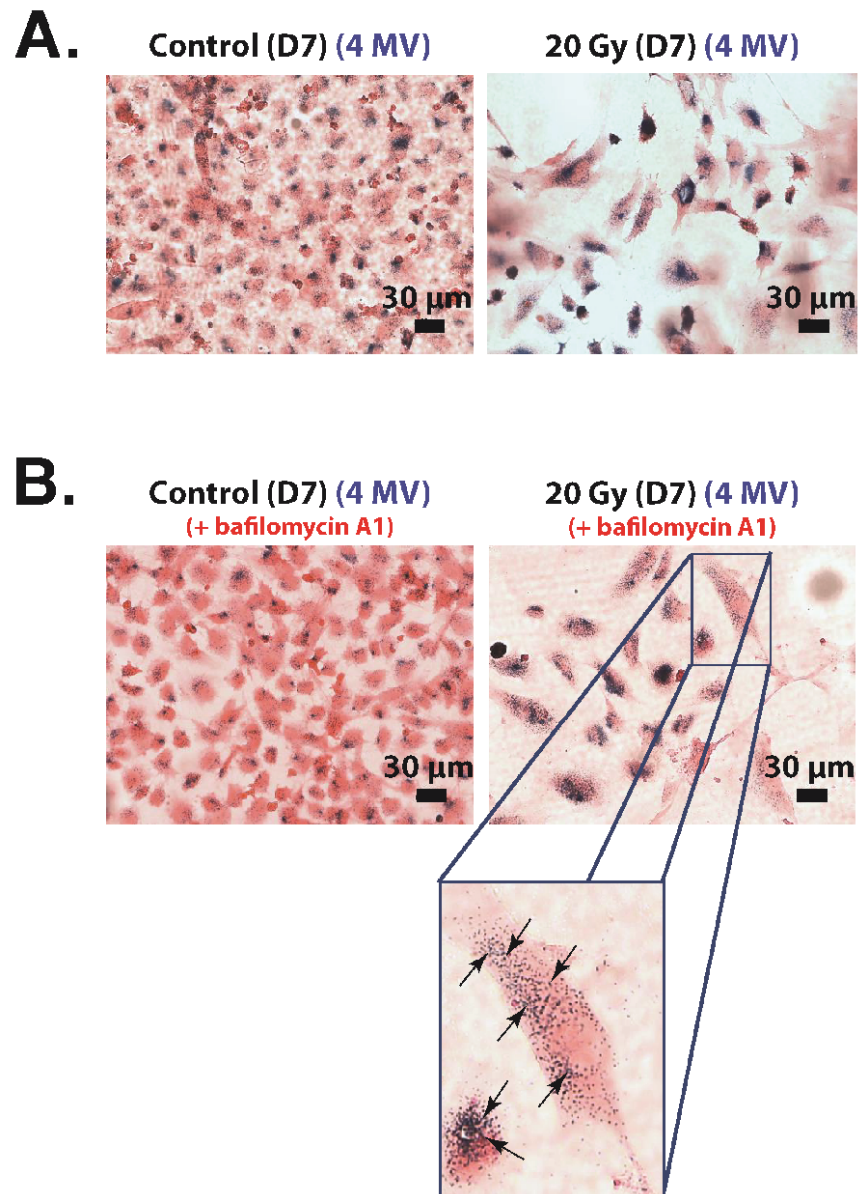 A.
Control (D7) (4 MV)
20 Gy (D7) (4 MV)
30 µm
30 µm
B.
Control (D7) (4 MV)
(+ bafilomycin A1)
20 Gy (D7) (4 MV)
(+ bafilomycin A1)
30 µm
30 µm